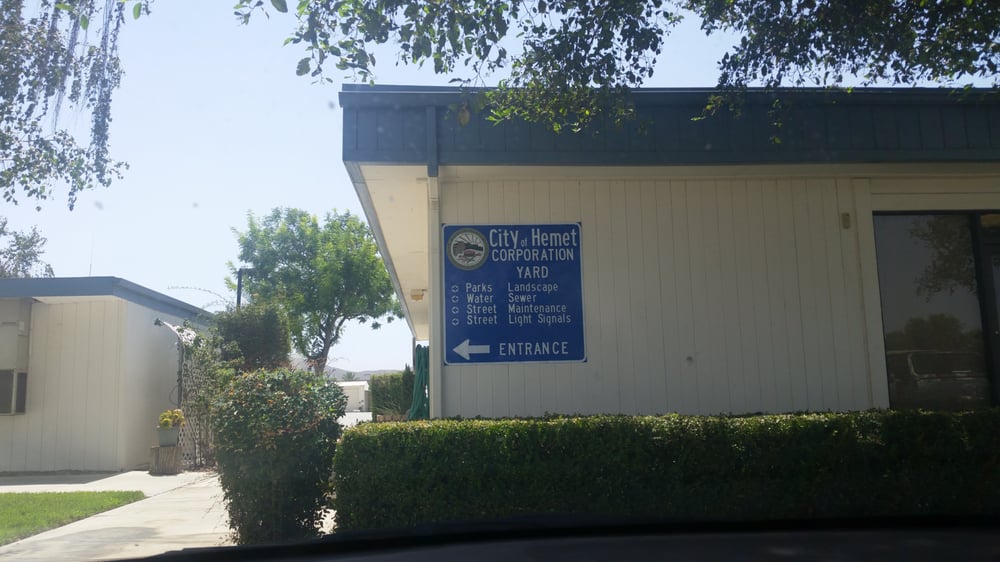 City of Hemet
CORPORATION
YARD
Parks Landscape
Water Sewer
Street Maintenance
Street Light Signals
ENTRANCE